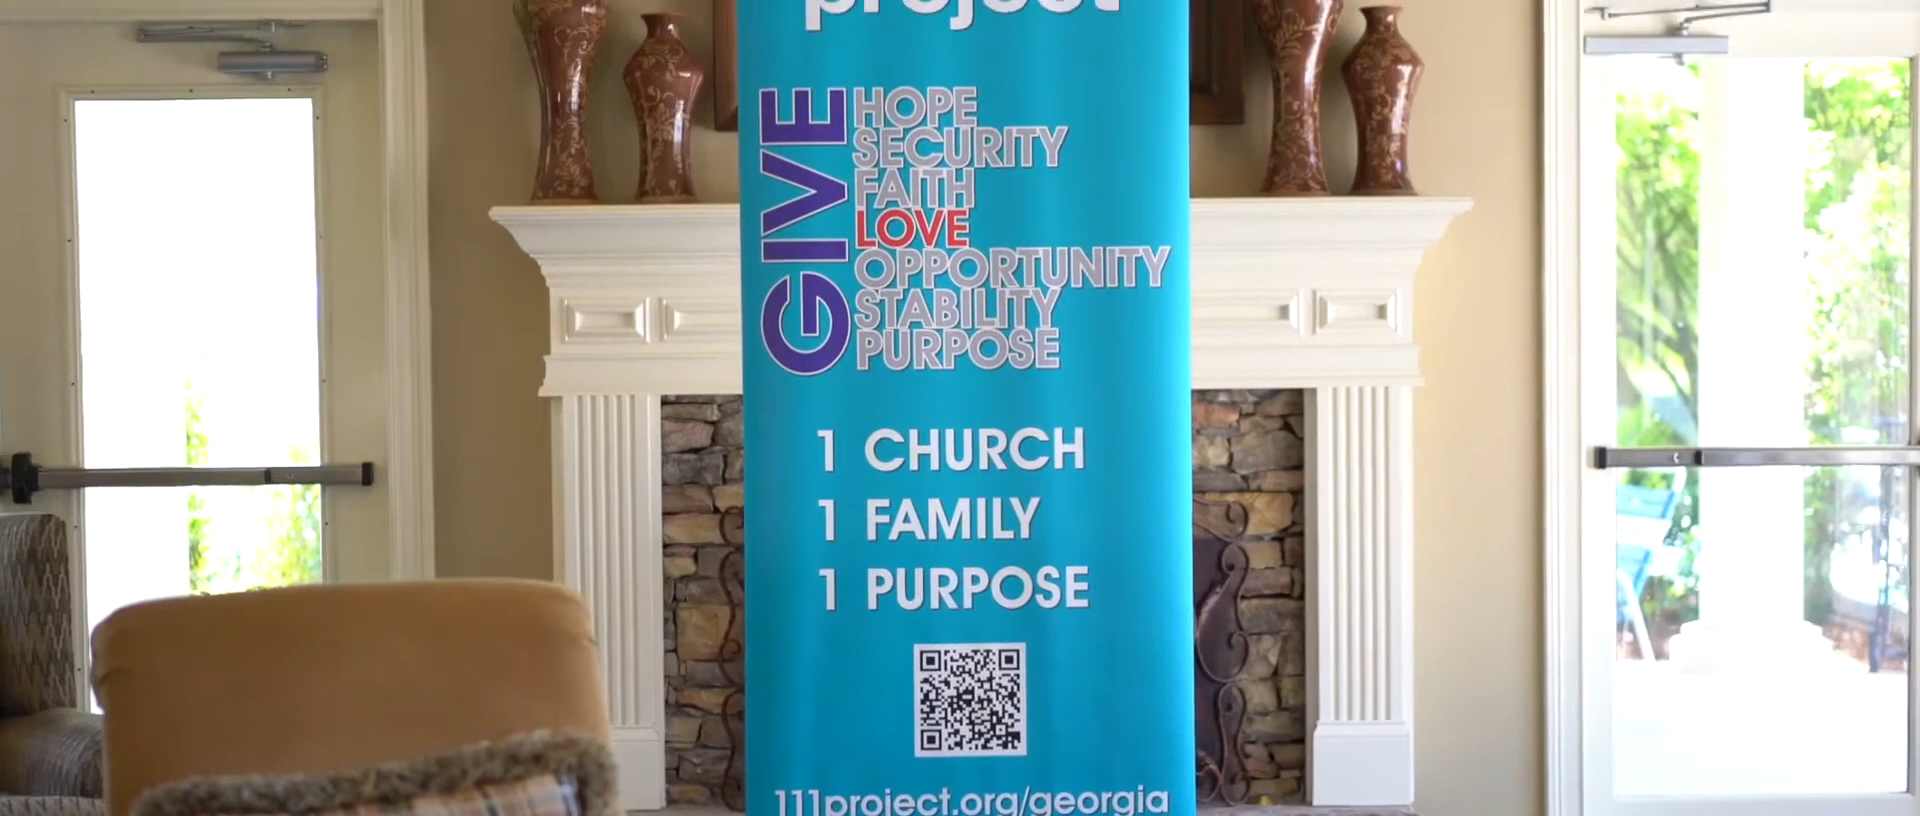 project
GIVE
HOPE
SECURITY
FAITH
LOVE
OPPORTUNITY
STABILITY
PURPOSE
1 CHURCH
1 FAMILY
1 PURPOSE
111project.org/georgia